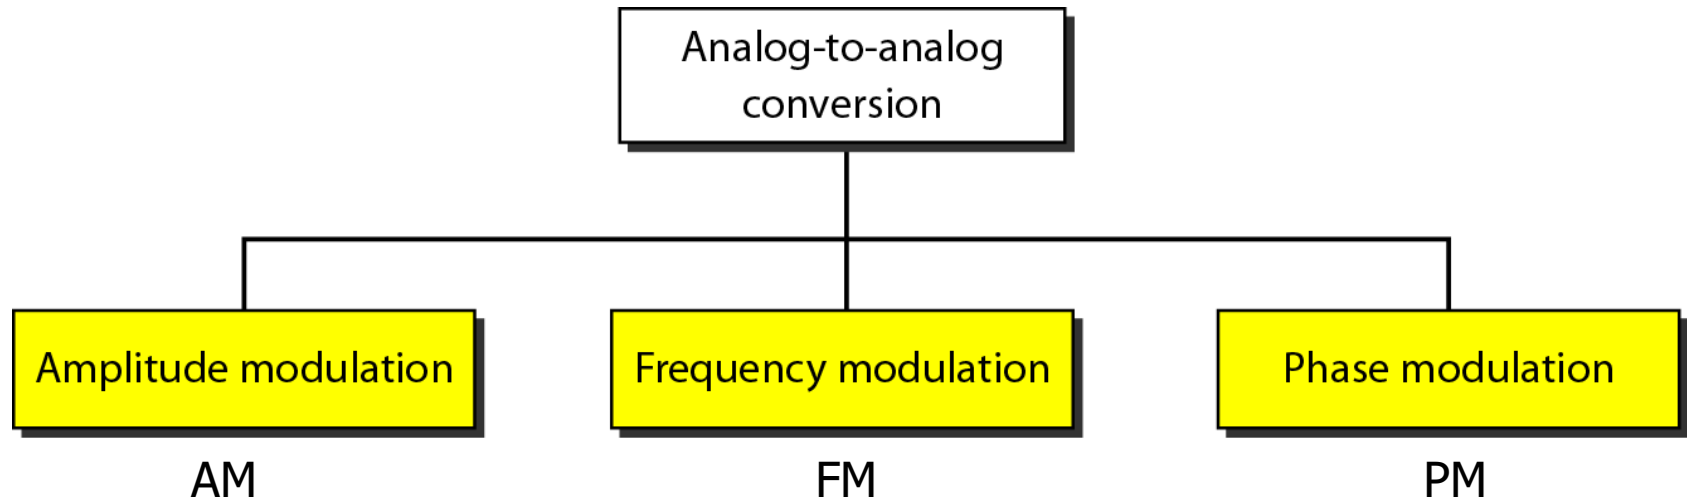 Analog-to-analog
conversion
Amplitude modulation
Frequency modulation
Phase modulation
AM
FM
PM